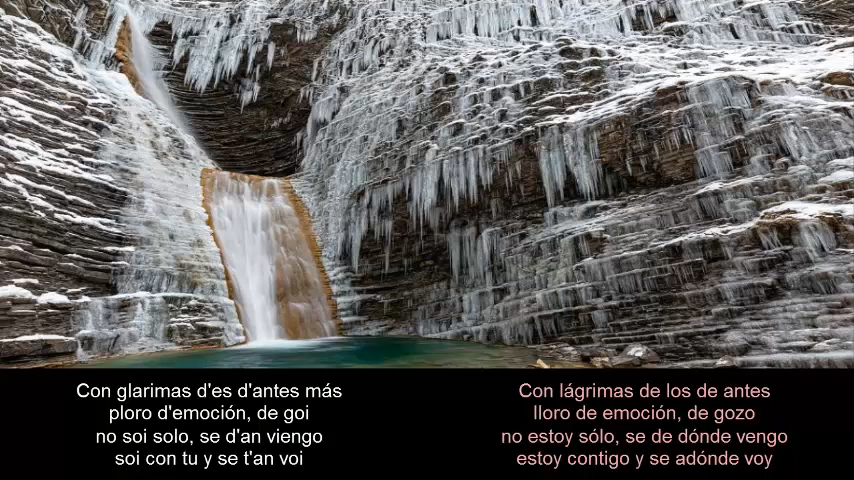 Con glarimas d'es d'antes más
ploro d'emoción, de goi
no soi solo, se d'an viengo
soi con tu y se t'an voi
Con lágrimas de los de antes
lloro de emoción, de gozo
no estoy sólo, se de dónde vengo
estoy contigo y se adónde voy